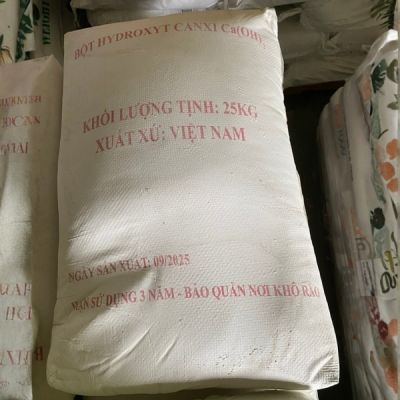 BỘT HYDROXYT CANXI Ca(OH)₂
KHỐI LƯỢNG TỊNH: 25KG
XUẤT XỨ: VIỆT NAM
NGÀY SẢN XUẤT: 09/2025
HẠN SỬ DỤNG 3 NĂM - BẢO QUẢN NƠI KHÔ RÁO